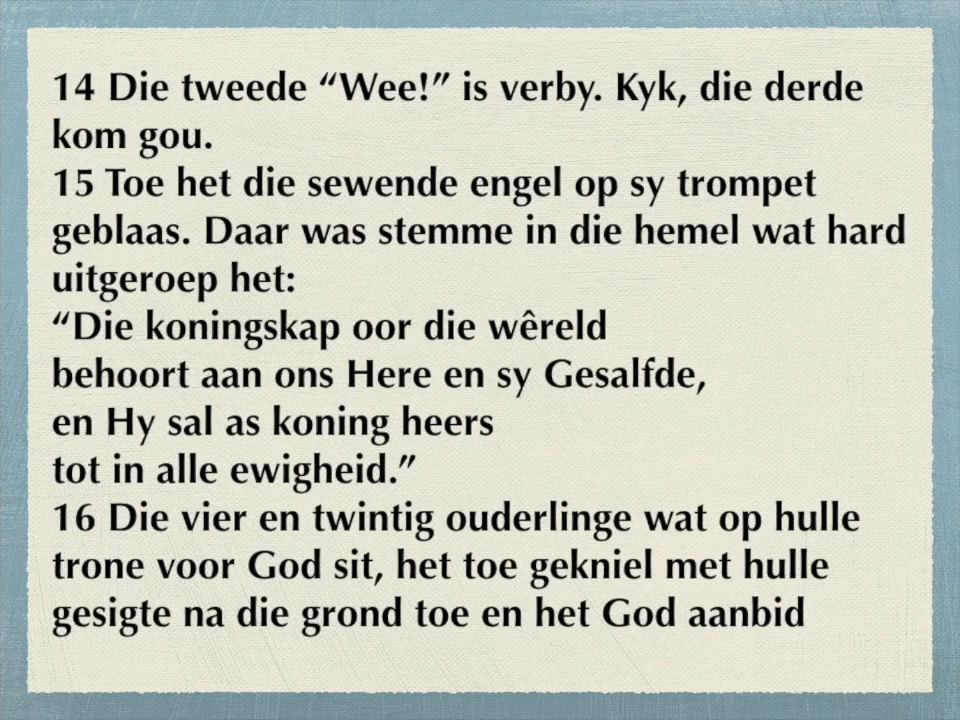 14 Die tweede “Wee!” is verby. Kyk, die derde
kom gou.
15 Toe het die sewende engel op sy trompet
geblaas. Daar was stemme in die hemel wat hard
uitgeroep het:
“Die koningskap oor die wêreld
behoort aan ons Here en sy Gesalfde,
en Hy sal as koning heers
tot in alle ewigheid.”
16 Die vier en twintig ouderlinge wat op hulle
trone voor God sit, het toe gekniel met hulle
gesigte na die grond toe en het God aanbid